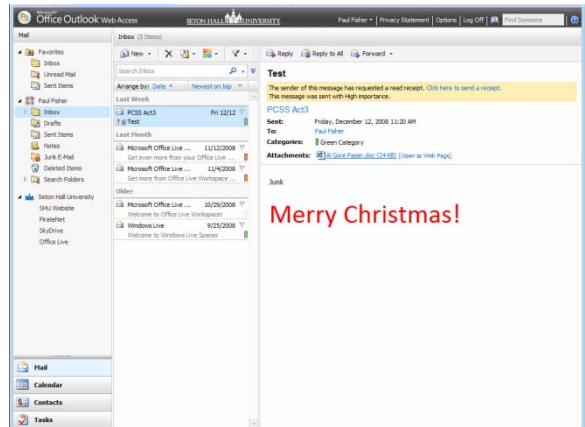 Microsoft
Office Outlook Web Access
SETON HALL UNIVERSITY
Paul Fisher
Privacy Statement
Options
Log Off
Find Someone
Mail
Inbox (5 Items)
Favorites
Inbox
Unread Mail
Sent Items
Paul Fisher
Inbox
Drafts
Sent Items
Notes
Junk E-Mail
Deleted Items
Search Folders
Seton Hall University
SHU Website
PirateNet
SkyDrive
Office Live
Mail
Calendar
Contacts
Tasks
New
Search Inbox
Arrange by: Date Newest on top
Last Week
PCSS Act3 Fri 12/12
Test
Last Month
Microsoft Office Live ... 11/12/2008
Get even more from your Office Live ...
Microsoft Office Live ... 11/4/2008
Get more from Office Live Workspace ...
Older
Microsoft Office Live ... 10/29/2008
Welcome to Office Live Workspace!
Windows Live 9/25/2008
Welcome to Windows Live Spaces
Reply Reply to All Forward
Test
The sender of this message has requested a read receipt. Click here to send a receipt.
This message was sent with High importance.
PCSS Act3
Sent: Friday, December 12, 2008 11:20 AM
To: Paul Fisher
Categories: Green Category
Attachments: Al Gore Paper.doc (24 KB) [Open as Web Page]
Junk
Merry Christmas!